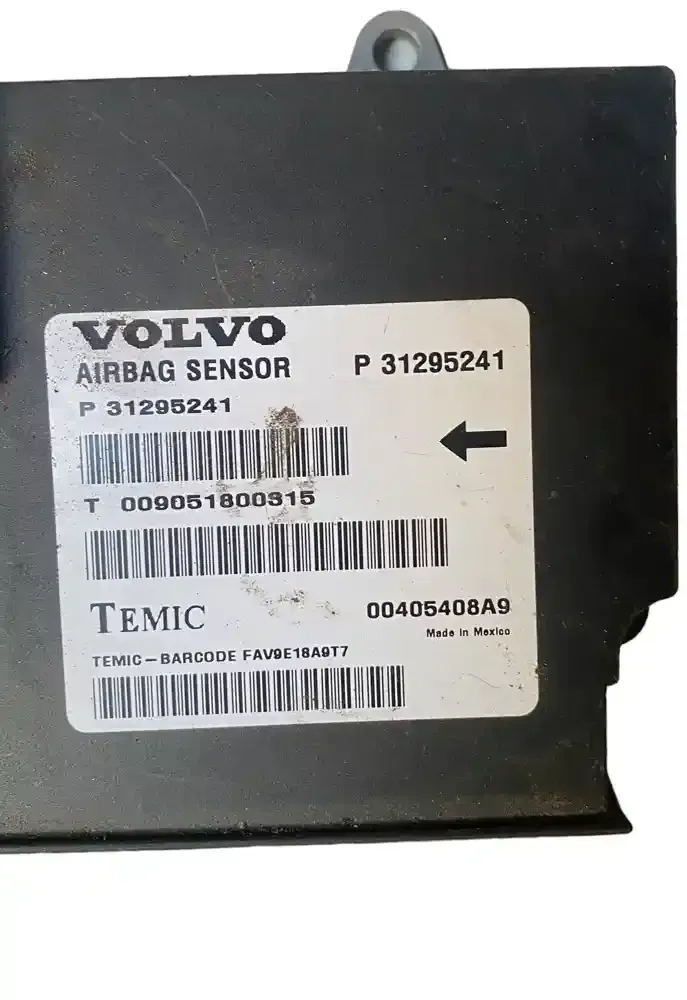 VOLVO
AIRBAG SENSOR P 31295241
P 31295241
T 009051800315
TEMIC 00405408A9
Made in Mexico
TEMIC-BARCODE FAV9E18A9T7